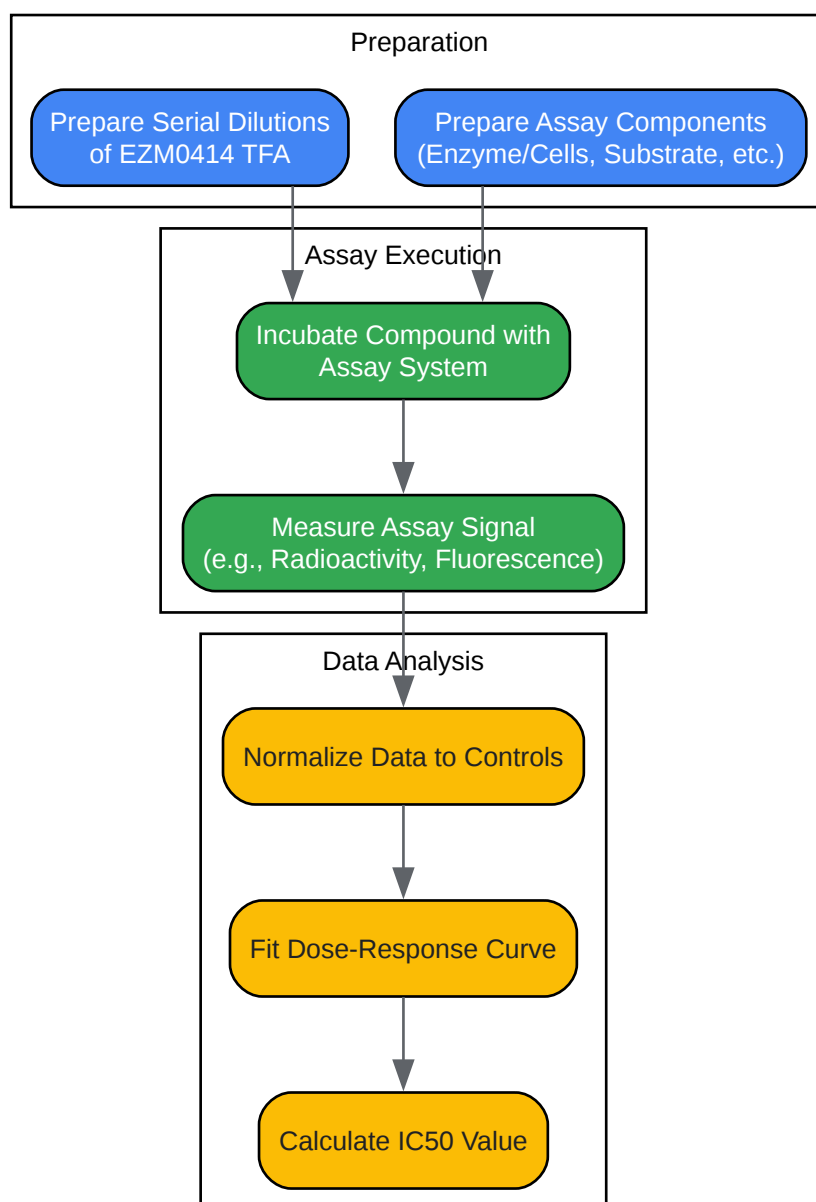 Preparation
Prepare Serial Dilutions
of EZM0414 TFA
Prepare Assay Components
(Enzyme/Cells, Substrate, etc.)
Assay Execution
Incubate Compound with
Assay System
Measure Assay Signal
(e.g., Radioactivity, Fluorescence)
Data Analysis
Normalize Data to Controls
Fit Dose-Response Curve
Calculate IC50 Value